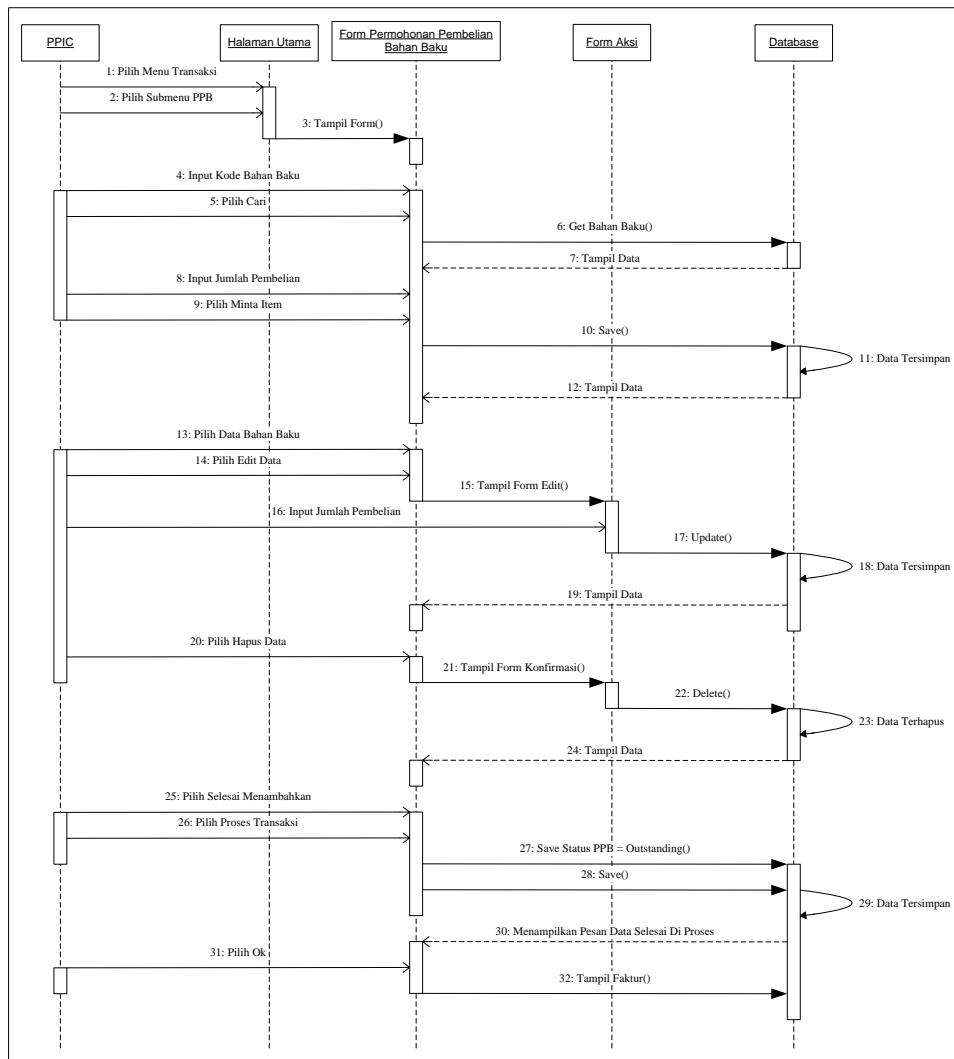 PPIC
Halaman Utama
Form Permohonan Pembelian
Bahan Baku
Form Aksi
Database
1: Pilih Menu Transaksi
2: Pilih Submenu PPB
3: Tampil Form()
4: Input Kode Bahan Baku
5: Pilih Cari
6: Get Bahan Baku()
7: Tampil Data
8: Input Jumlah Pembelian
9: Pilih Minta Item
10: Save()
11: Data Tersimpan
12: Tampil Data
13: Pilih Data Bahan Baku
14: Pilih Edit Data
15: Tampil Form Edit()
16: Input Jumlah Pembelian
17: Update()
18: Data Tersimpan
19: Tampil Data
20: Pilih Hapus Data
21: Tampil Form Konfirmasi()
22: Delete()
23: Data Terhapus
24: Tampil Data
25: Pilih Selesai Menambahkan
26: Pilih Proses Transaksi
27: Save Status PPB = Outstanding()
28: Save()
29: Data Tersimpan
30: Menampilkan Pesan Data Selesai Di Proses
31: Pilih Ok
32: Tampil Faktur()